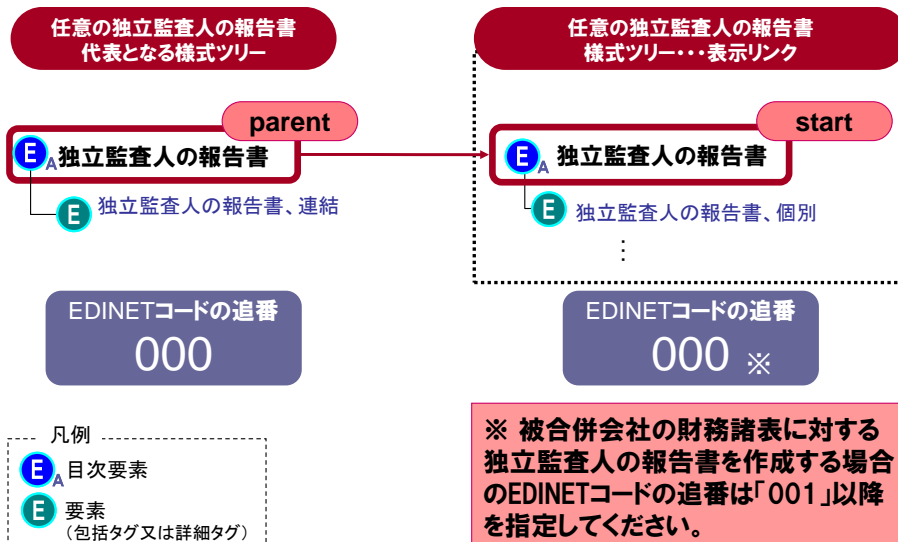 任意の独立監査人の報告書
代表となる様式ツリー
任意の独立監査人の報告書
様式ツリー・・・表示リンク
parent
start
E A 独立監査人の報告書
E A 独立監査人の報告書
E 独立監査人の報告書、連結
E 独立監査人の報告書、個別
⋮
EDINETコードの追番
000
EDINETコードの追番
000 ※
凡例
E A 目次要素
E 要素
(包括タグ又は詳細タグ)
※ 被合併会社の財務諸表に対する
独立監査人の報告書を作成する場合
のEDINETコードの追番は「001」以降
を指定してください。